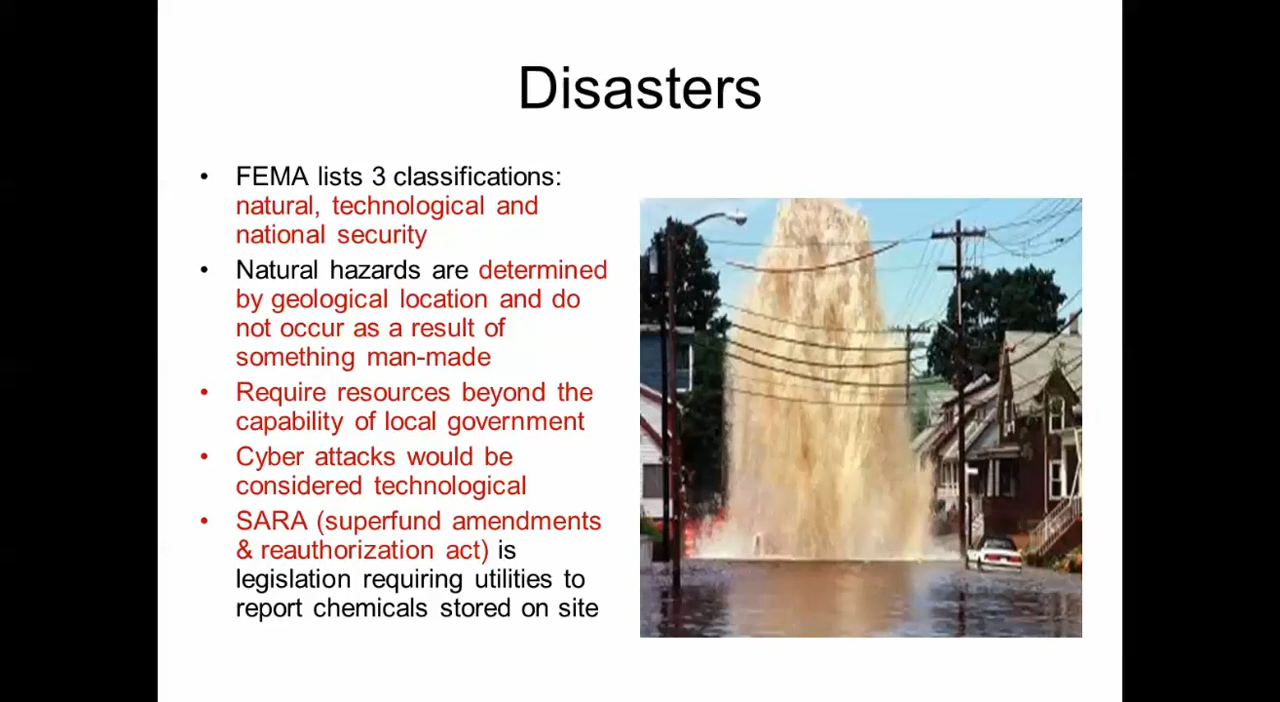 Disasters
• FEMA lists 3 classifications:
natural, technological and
national security
• Natural hazards are determined
by geological location and do
not occur as a result of
something man-made
• Require resources beyond the
capability of local government
• Cyber attacks would be
considered technological
• SARA (superfund amendments
& reauthorization act) is
legislation requiring utilities to
report chemicals stored on site